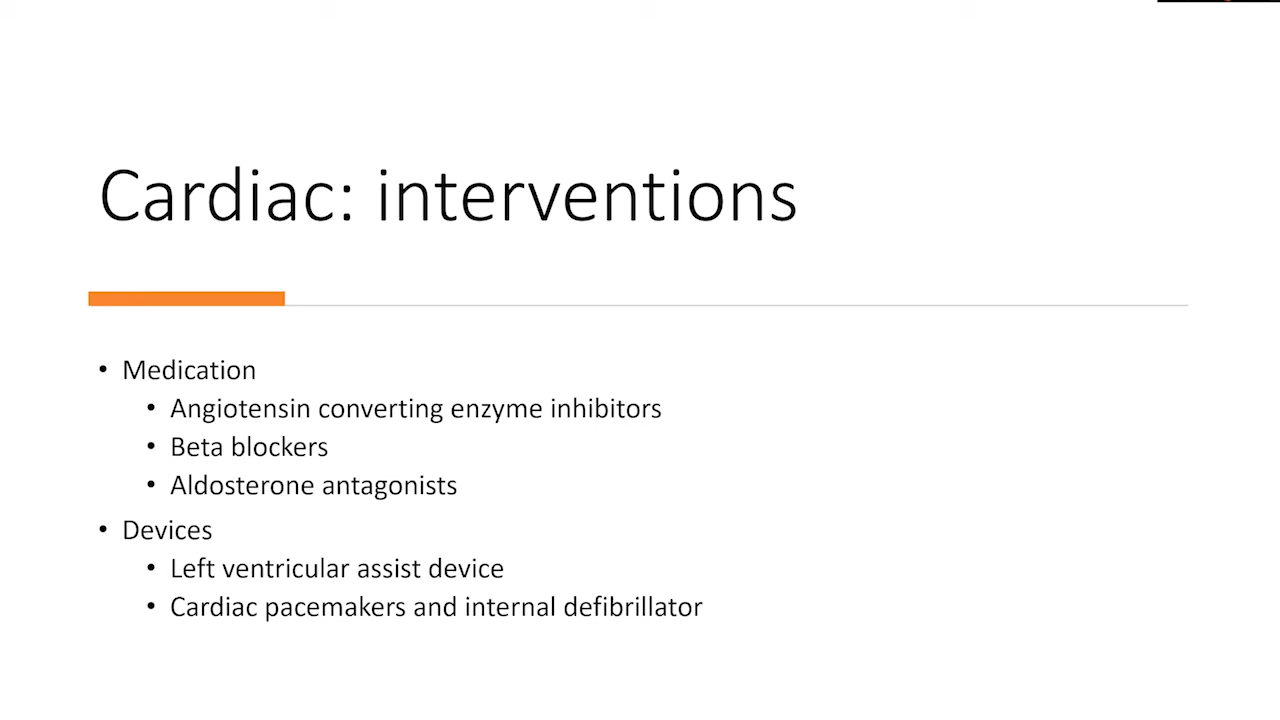 Cardiac: interventions
• Medication
• Angiotensin converting enzyme inhibitors
• Beta blockers
• Aldosterone antagonists
• Devices
• Left ventricular assist device
• Cardiac pacemakers and internal defibrillator